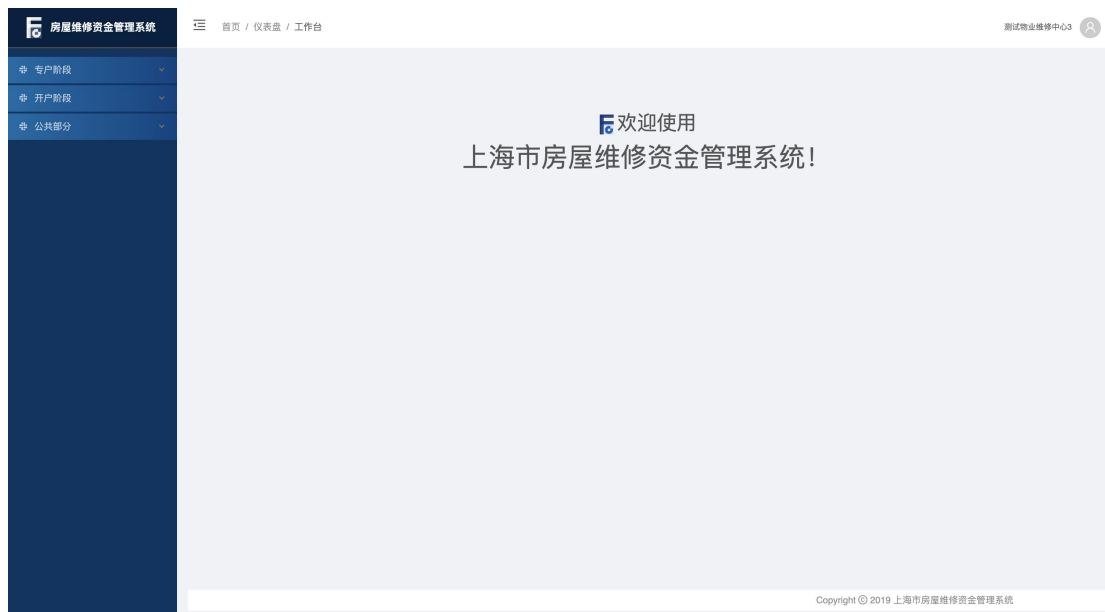 房屋维修资金管理系统
首页 / 仪表盘 / 工作台
测试物业维修中心3
专户阶段
开户阶段
公共部分
欢迎使用
上海市房屋维修资金管理系统!
Copyright © 2019 上海市房屋维修资金管理系统